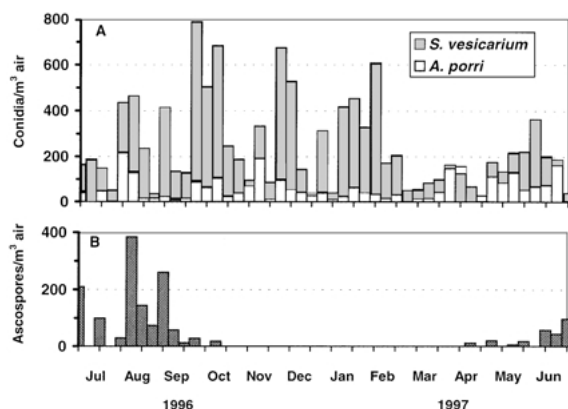 800
A
S. vesicarium
A. porri
600
400
200
0
Conidia/m³ air
400
B
200
0
Ascospores/m³ air
Jul Aug Sep Oct Nov Dec Jan Feb Mar Apr May Jun
1996 1997